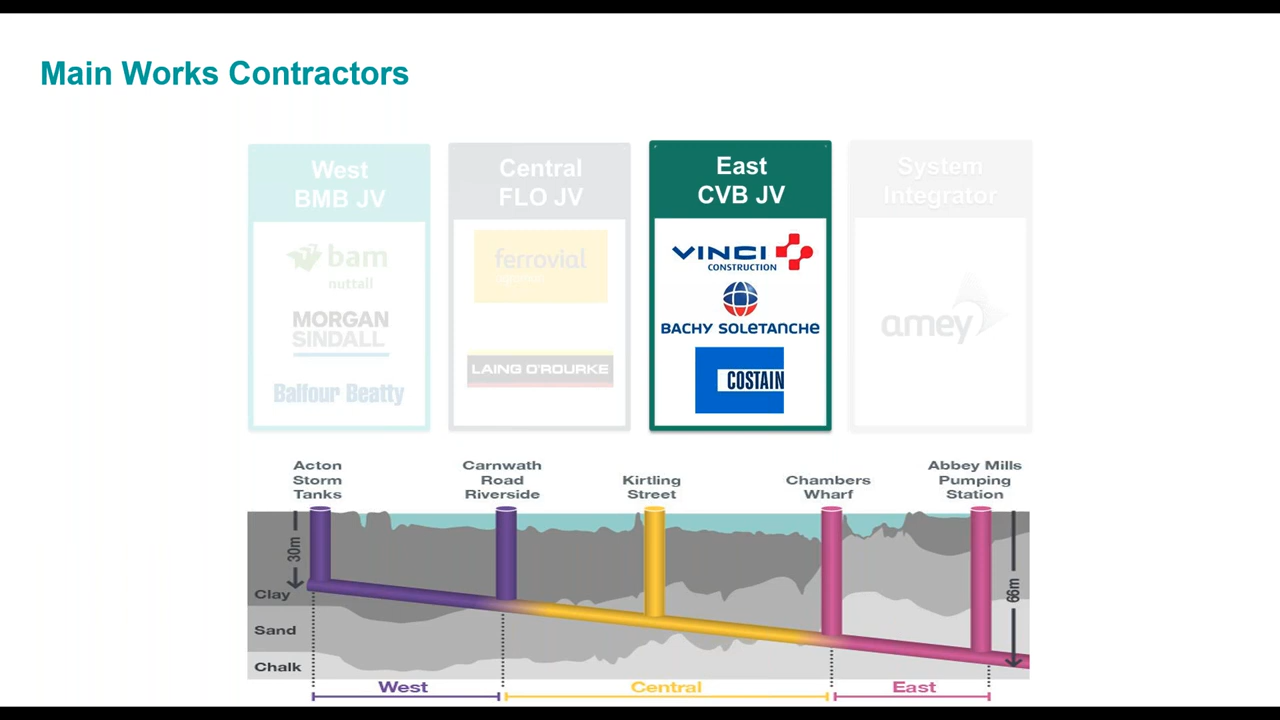 Main Works Contractors
West
BMB JV
bam
nuttall
MORGAN
SINDALL
Balfour Beatty
Central
FLO JV
ferrovial
LAING O'ROURKE
East
CVB JV
VINCI
CONSTRUCTION
BACHY SOLETANCHE
COSTAIN
System
Integrator
amey
Acton
Storm
Tanks
Carnwath
Road
Riverside
Kirtling
Street
Chambers
Wharf
Abbey Mills
Pumping
Station
30m
66m
Clay
Sand
Chalk
West
Central
East